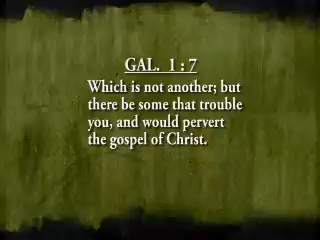 GAL. 1 : 7
Which is not another; but
there be some that trouble
you, and would pervert
the gospel of Christ.